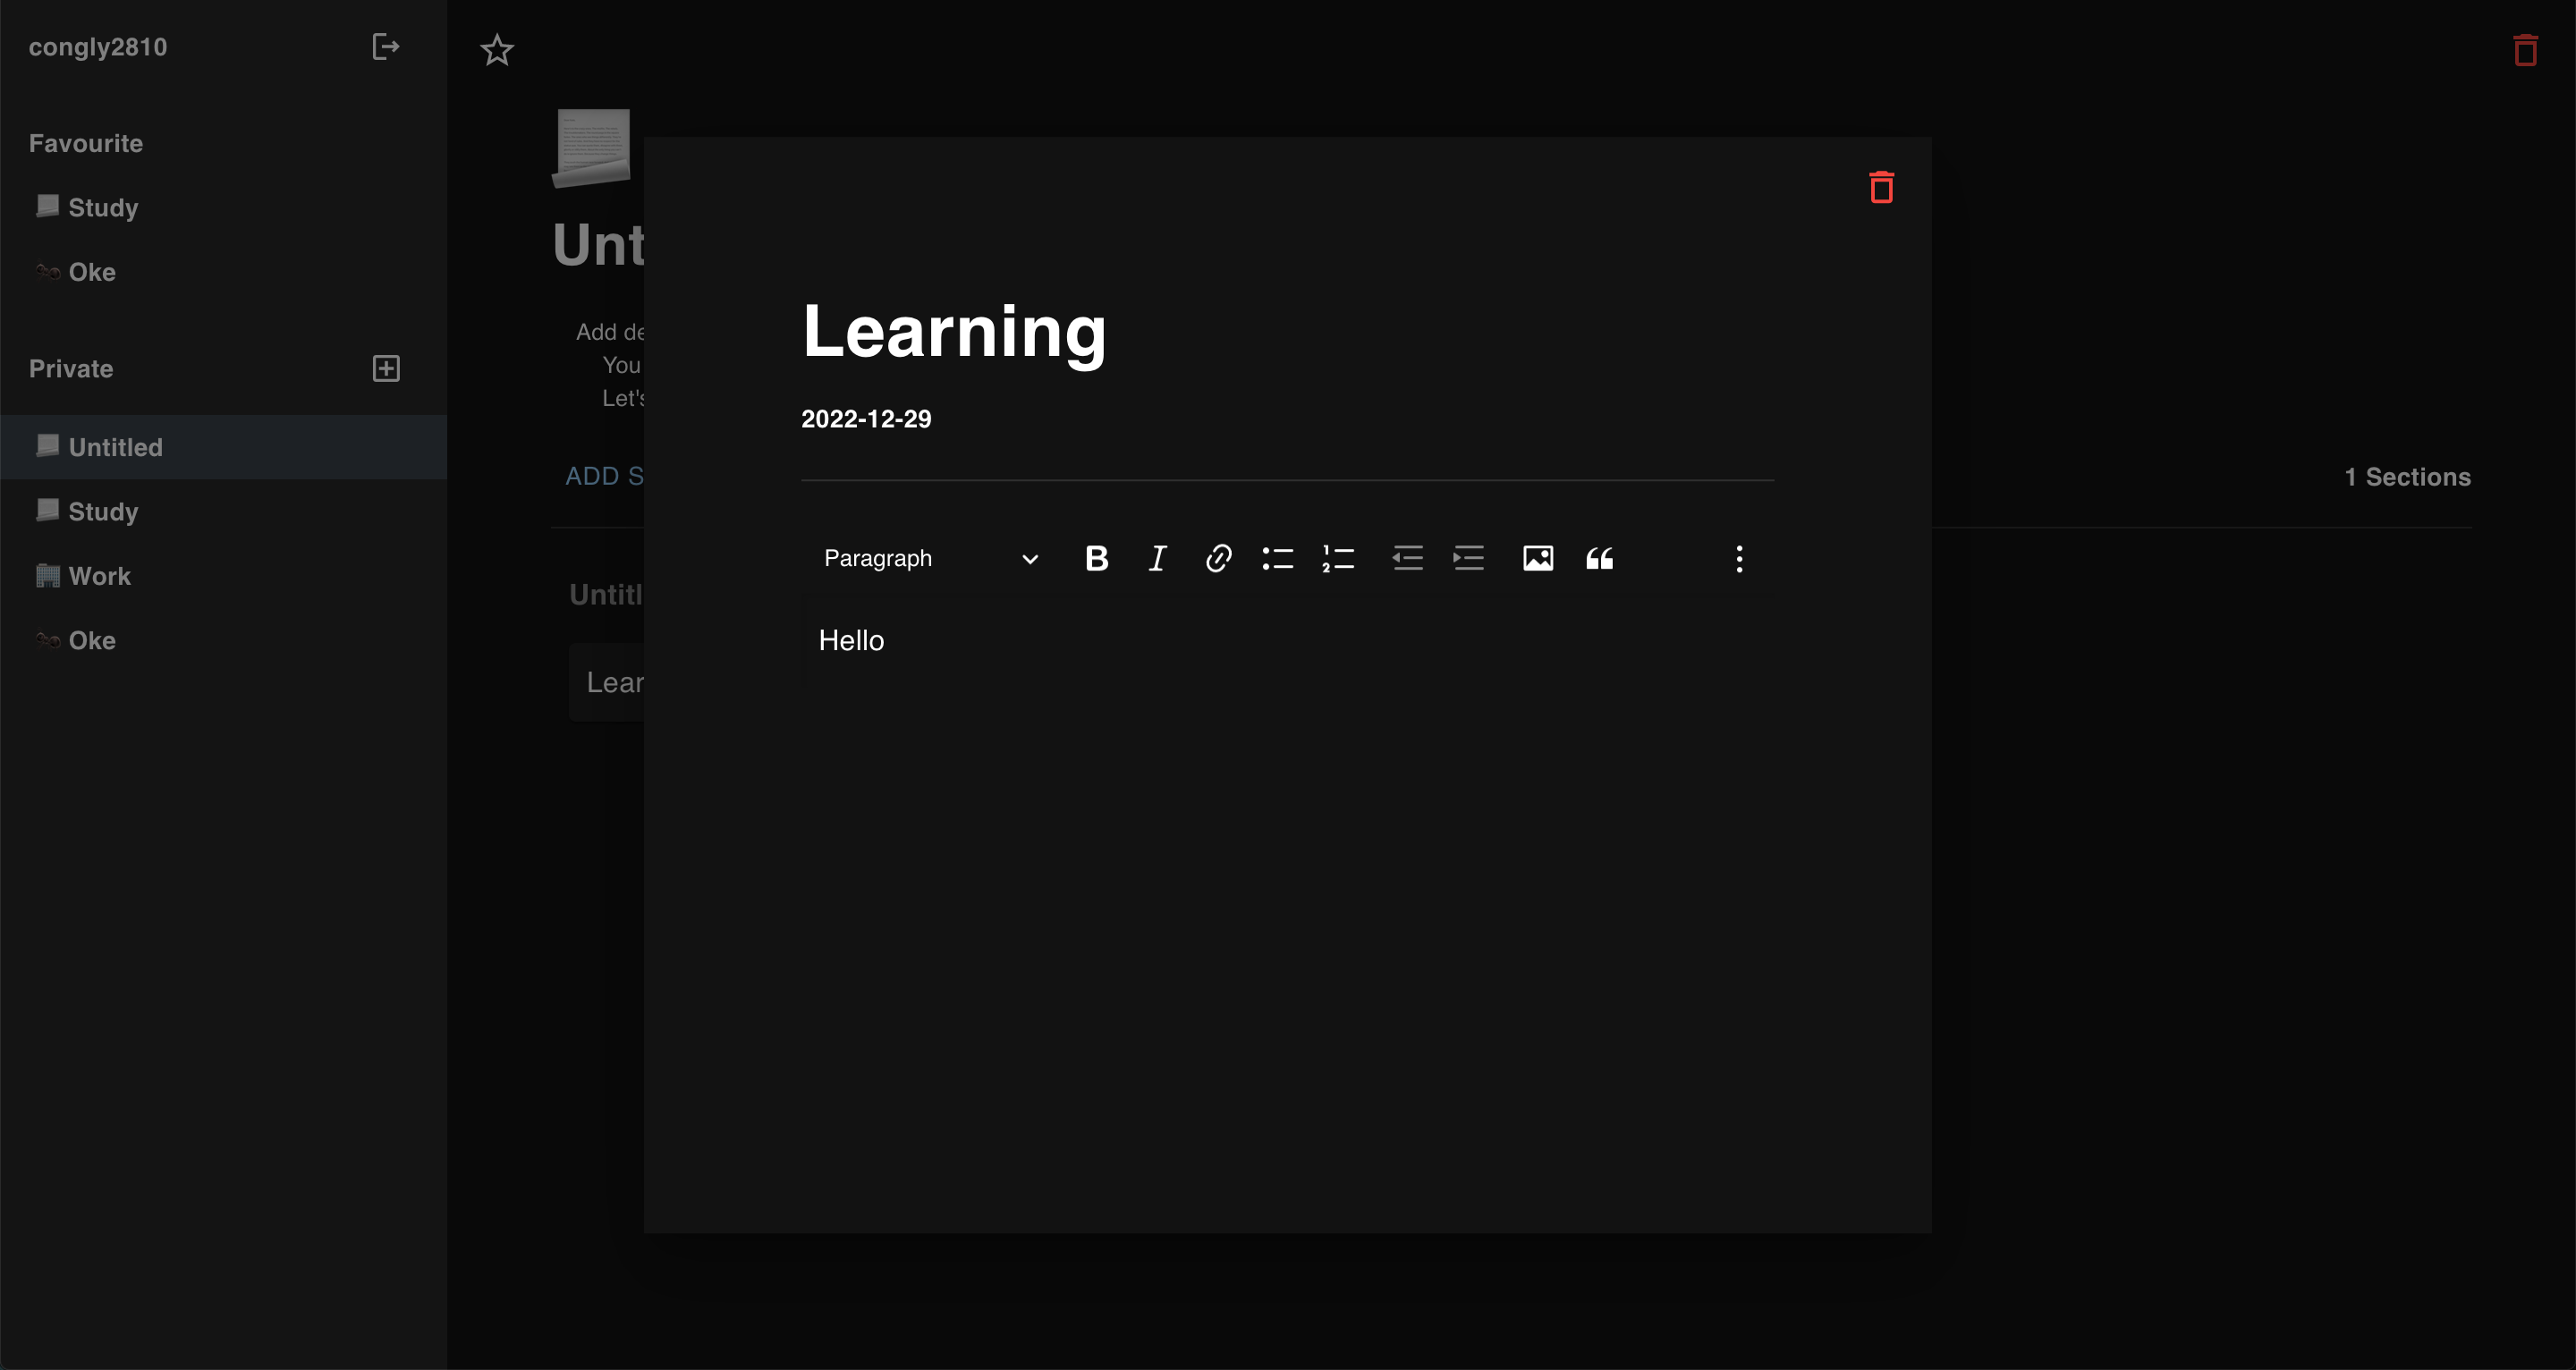 congly2810
Favourite
Study
Oke
Private
Untitled
Study
Work
Oke
Unt
Add de
You
Let's
ADD S
1 Sections
Untitl
Lear
Learning
2022-12-29
Paragraph
Hello